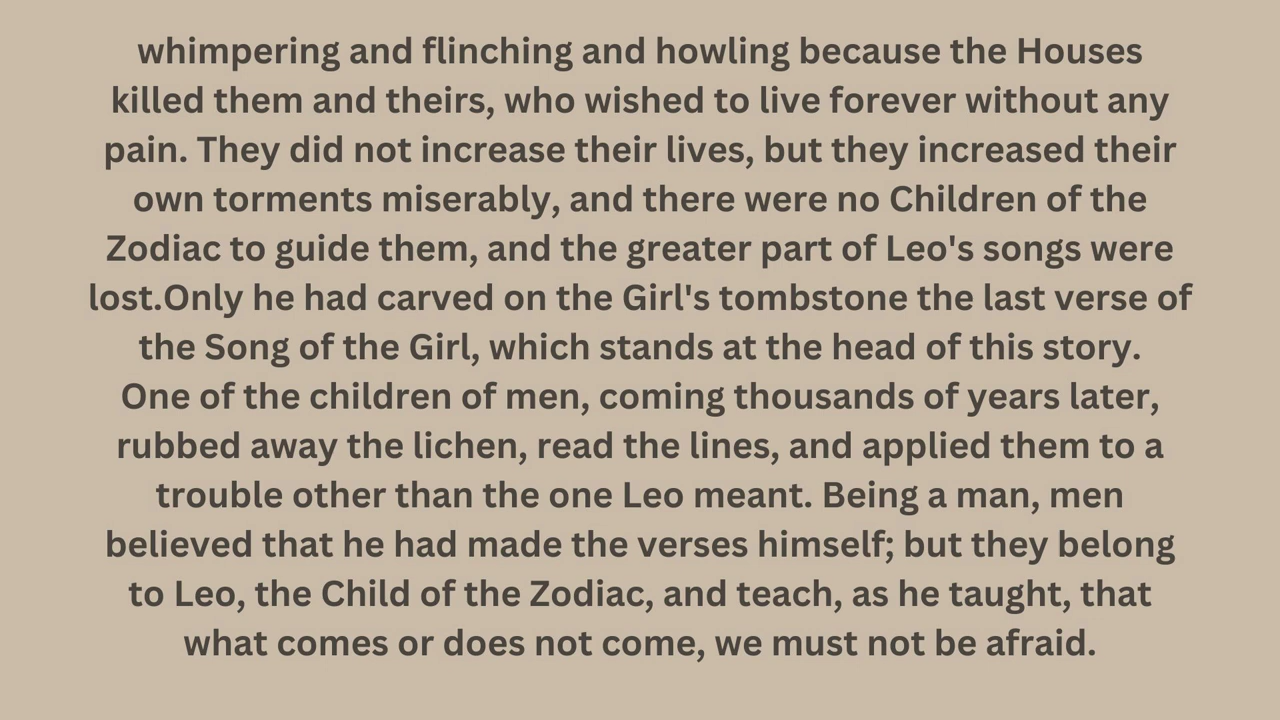 whimpering and flinching and howling because the Houses
killed them and theirs, who wished to live forever without any
pain. They did not increase their lives, but they increased their
own torments miserably, and there were no Children of the
Zodiac to guide them, and the greater part of Leo's songs were
lost.Only he had carved on the Girl's tombstone the last verse of
the Song of the Girl, which stands at the head of this story.
One of the children of men, coming thousands of years later,
rubbed away the lichen, read the lines, and applied them to a
trouble other than the one Leo meant. Being a man, men
believed that he had made the verses himself; but they belong
to Leo, the Child of the Zodiac, and teach, as he taught, that
what comes or does not come, we must not be afraid.